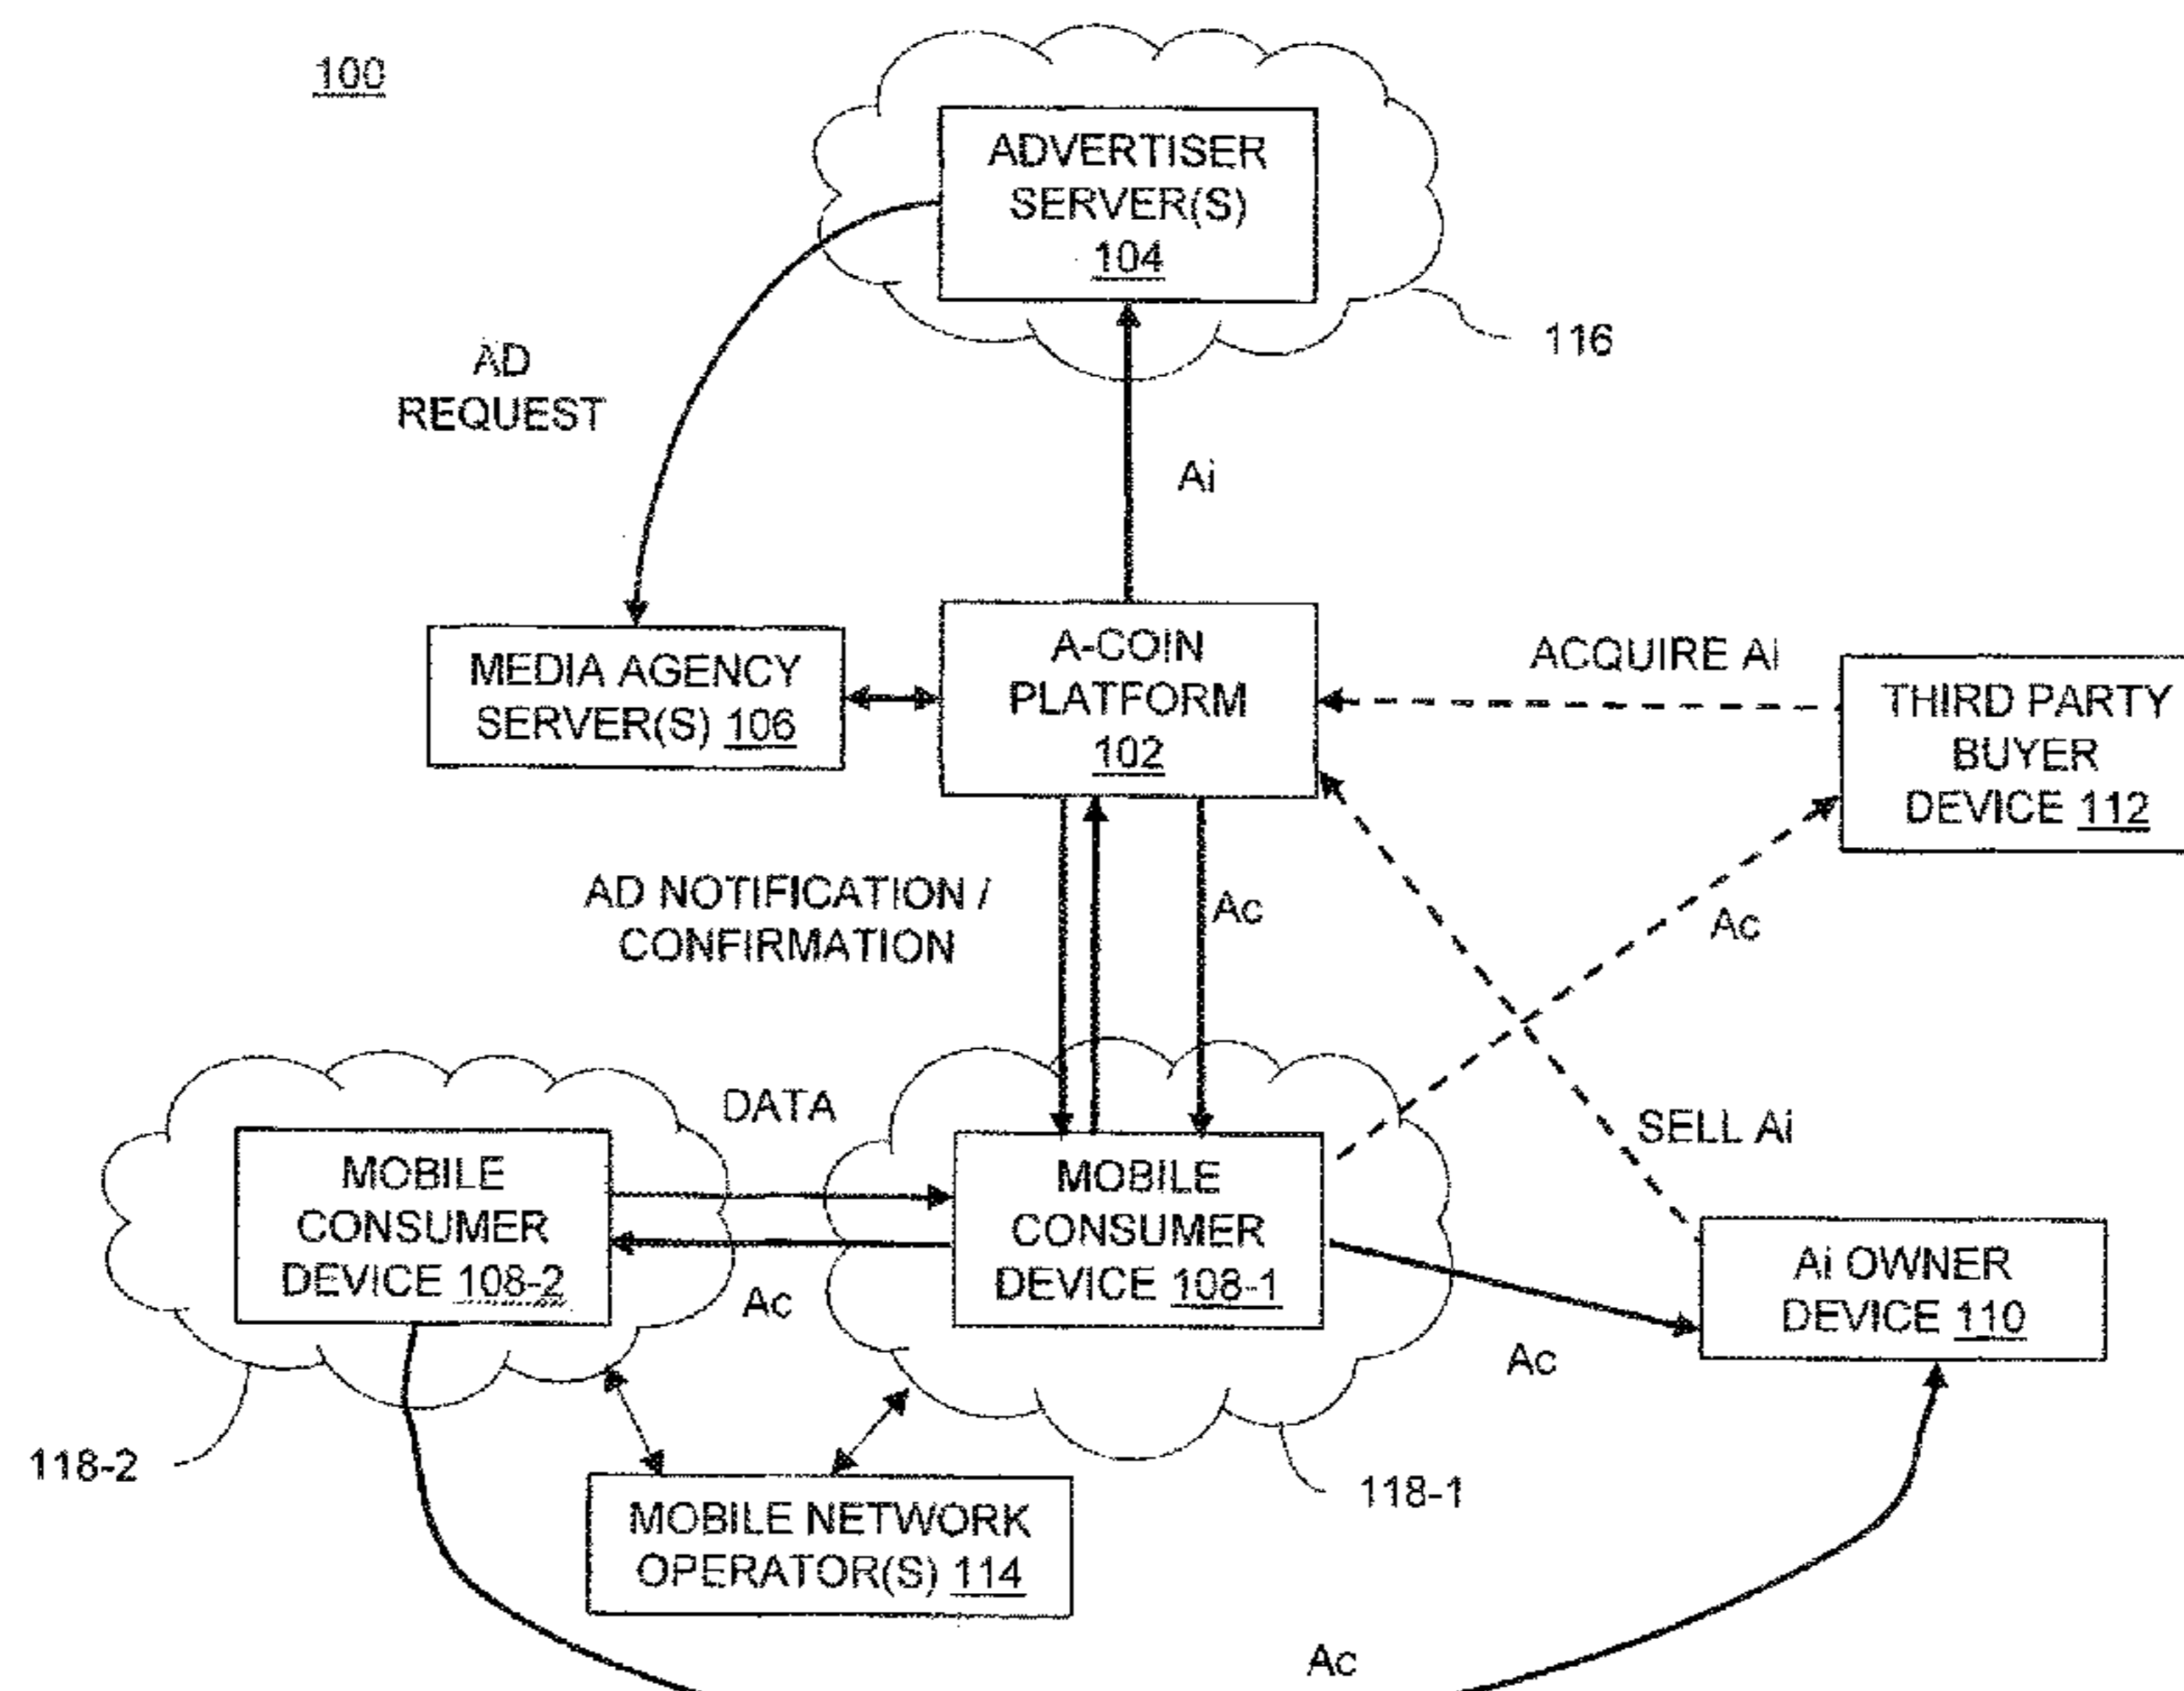 100
ADVERTISER
SERVER(S)
104
116
AD
REQUEST
Ai
MEDIA AGENCY
SERVER(S) 106
A-COIN
PLATFORM
102
ACQUIRE Ai
THIRD PARTY
BUYER
DEVICE 112
AD NOTIFICATION /
CONFIRMATION
Ac
Ac
DATA
SELL Ai
MOBILE
CONSUMER
DEVICE 108-2
MOBILE
CONSUMER
DEVICE 108-1
Ac
Ai OWNER
DEVICE 110
Ac
118-2
118-1
MOBILE NETWORK
OPERATOR(S) 114
Ac